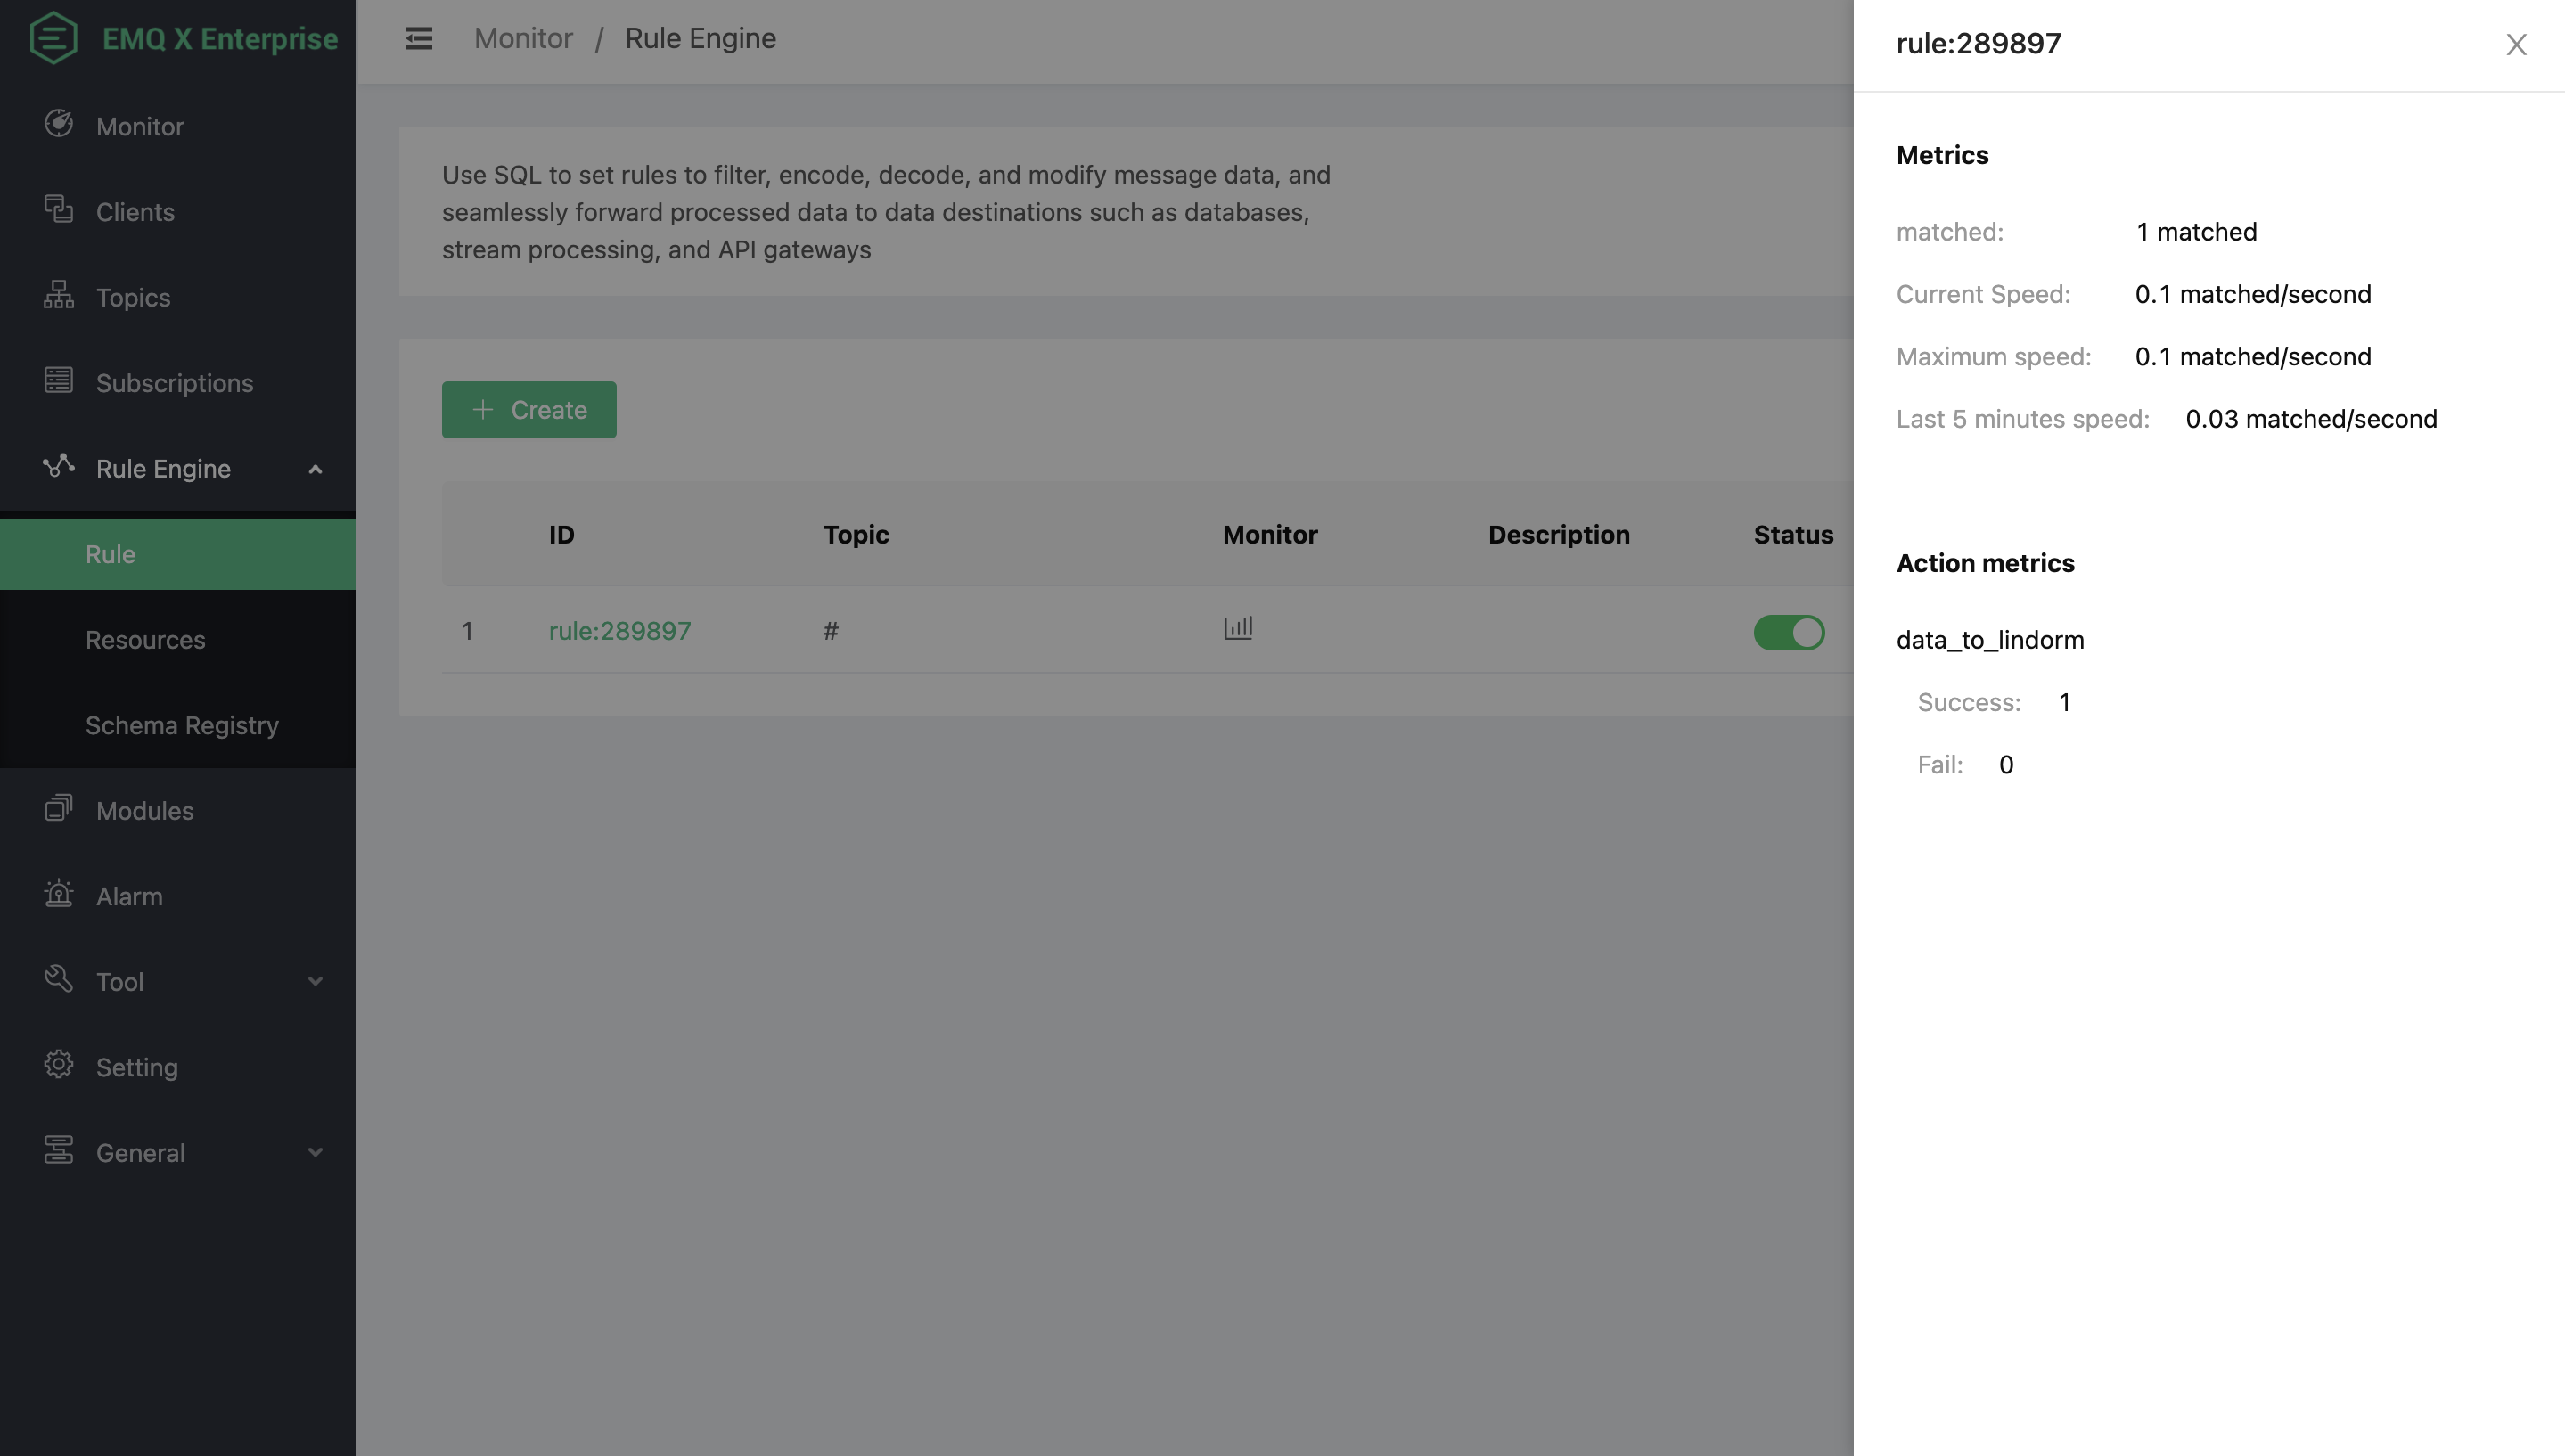 EMQ X Enterprise
Monitor
Clients
Topics
Subscriptions
Rule Engine
Rule
Resources
Schema Registry
Modules
Alarm
Tool
Setting
General
Monitor / Rule Engine
Use SQL to set rules to filter, encode, decode, and modify message data, and
seamlessly forward processed data to data destinations such as databases,
stream processing, and API gateways
+ Create
ID Topic Monitor Description Status
1 rule:289897 #
rule:289897
Metrics
matched: 1 matched
Current Speed: 0.1 matched/second
Maximum speed: 0.1 matched/second
Last 5 minutes speed: 0.03 matched/second
Action metrics
data_to_lindorm
Success: 1
Fail: 0